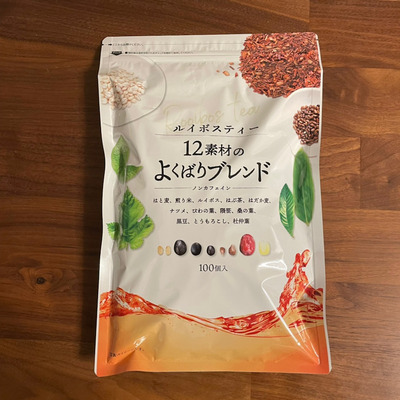 Rooibos Tea
ルイボスティー
12素材の
よくばりブレンド
ノンカフェイン
はと麦、煎り米、ルイボス、はぶ茶、はだか麦、
ナツメ、びわの葉、隈笹、桑の葉、
黒豆、とうもろこし、杜仲葉
100個入